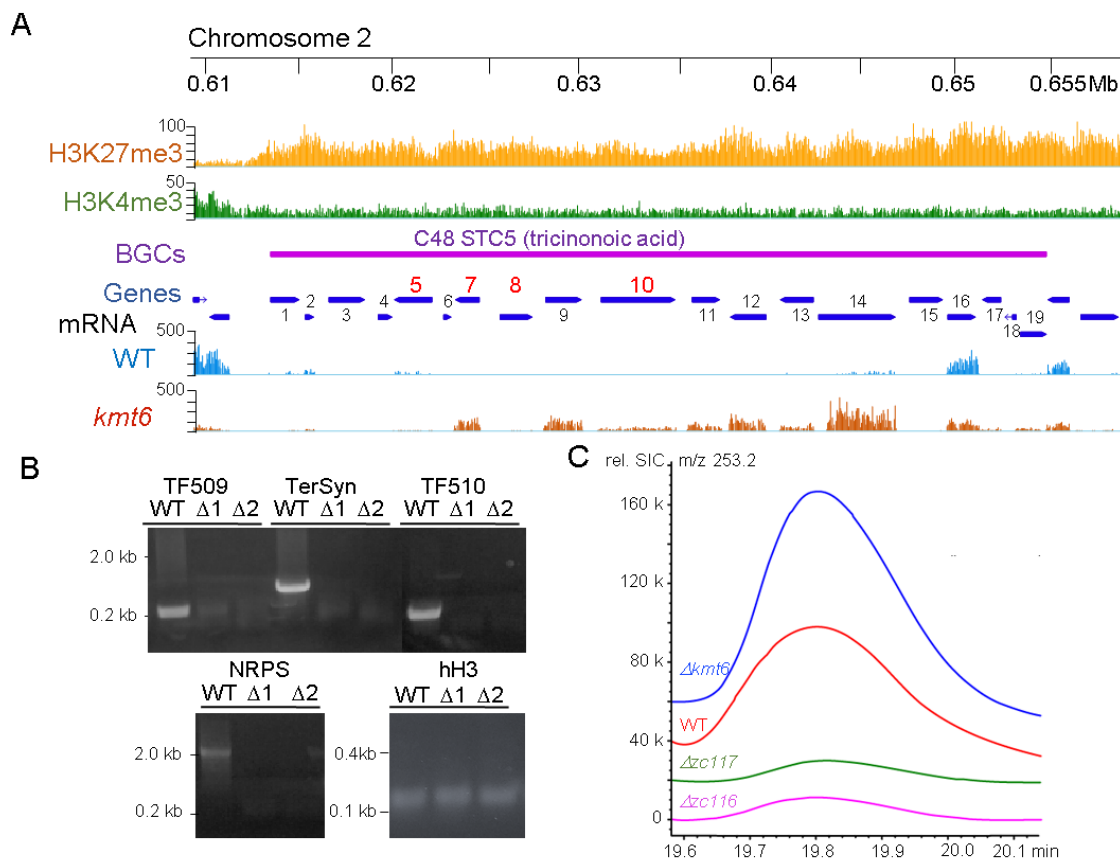 A
Chromosome 2
0.61 0.62 0.63 0.64 0.65 0.655Mb
100
H3K27me3
0
50
H3K4me3
0
C48 STC5 (tricinonoic acid)
BGCs
Genes
5 7 8 10
2 4 6 12 14 16
1 3 9 11 13 15 17 19
18
mRNA
500
WT
0
500
kmt6
0
B
TF509 TerSyn TF510
WT Δ1 Δ2 WT Δ1 Δ2 WT Δ1 Δ2
2.0 kb
0.2 kb
NRPS hH3
WT Δ1 Δ2 WT Δ1 Δ2
2.0 kb 0.4kb
0.2 kb 0.1 kb
C
rel. SIC m/z 253.2
160 k
120 k
80 k
Δkmt6
WT
40 k
Δzc117
Δzc116
0
19.6 19.7 19.8 19.9 20.0 20.1 min